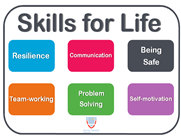 Skills for Life
Resilience
Communication
Being
Safe
Team-working
Problem
Solving
Self-motivation